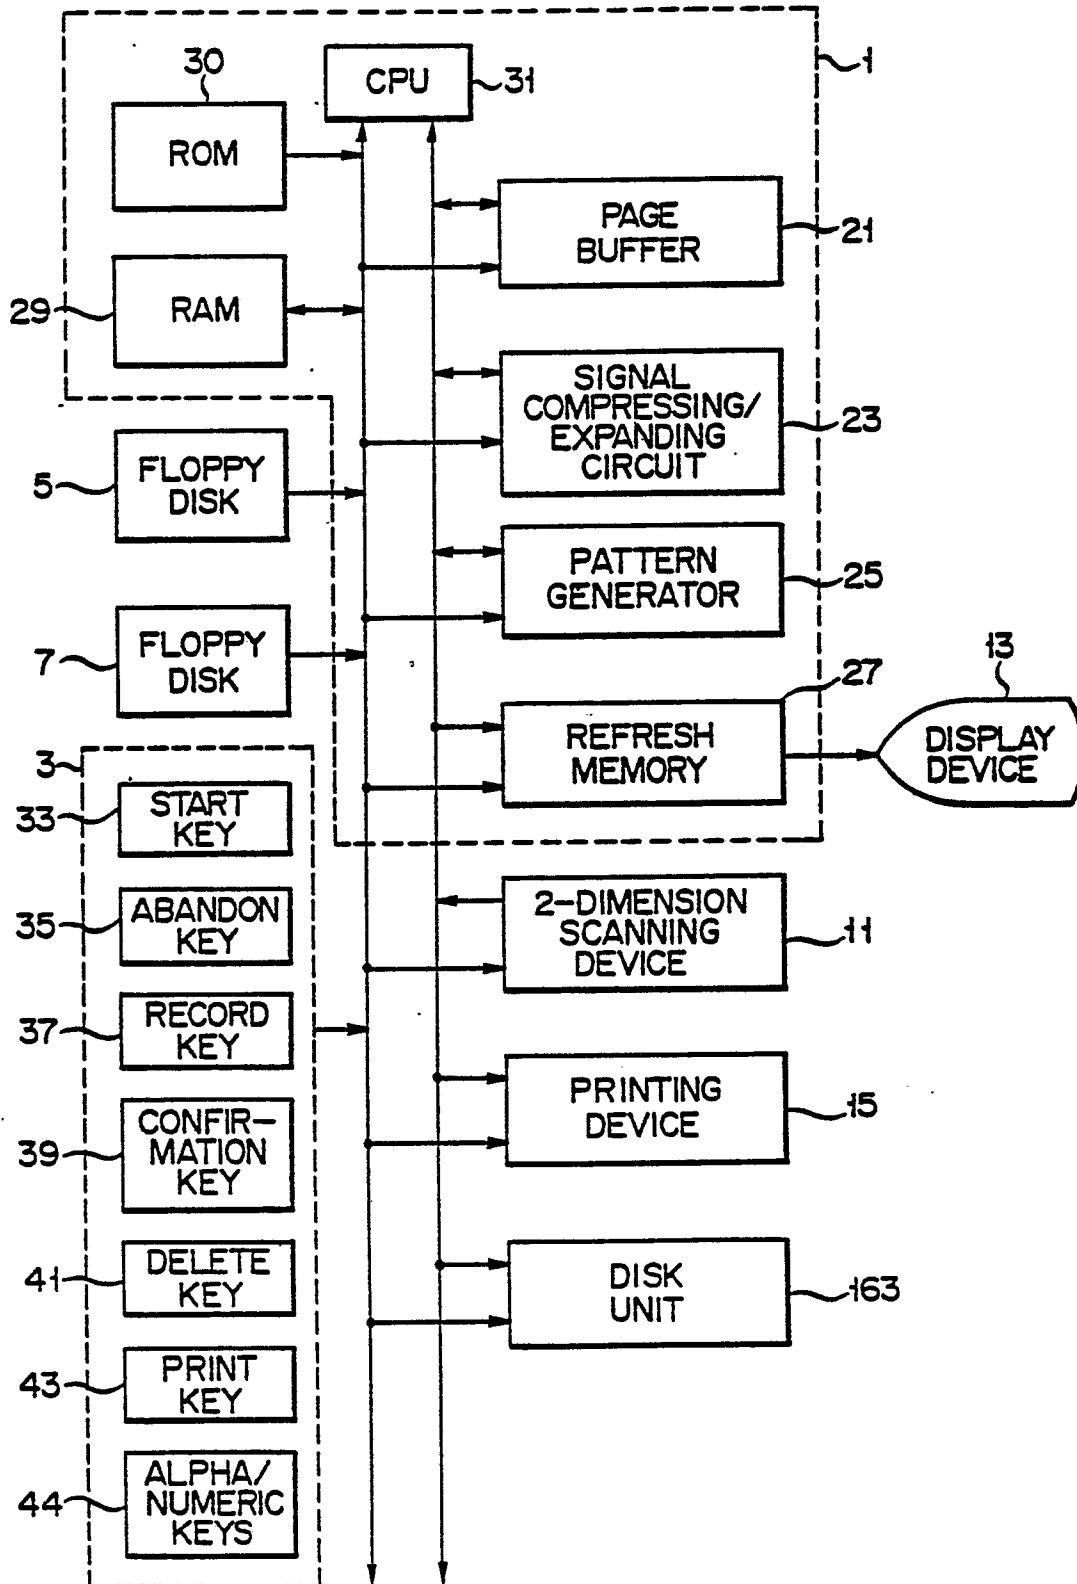 30
ROM
CPU
31
1
PAGE
BUFFER
21
29
RAM
SIGNAL
COMPRESSING/
EXPANDING
CIRCUIT
23
5
FLOPPY
DISK
PATTERN
GENERATOR
25
7
FLOPPY
DISK
27
REFRESH
MEMORY
13
DISPLAY
DEVICE
3
33
START
KEY
35
ABANDON
KEY
37
RECORD
KEY
39
CONFIR-
MATION
KEY
41
DELETE
KEY
43
PRINT
KEY
44
ALPHA/
NUMERIC
KEYS
2-DIMENSION
SCANNING
DEVICE
11
PRINTING
DEVICE
15
DISK
UNIT
163